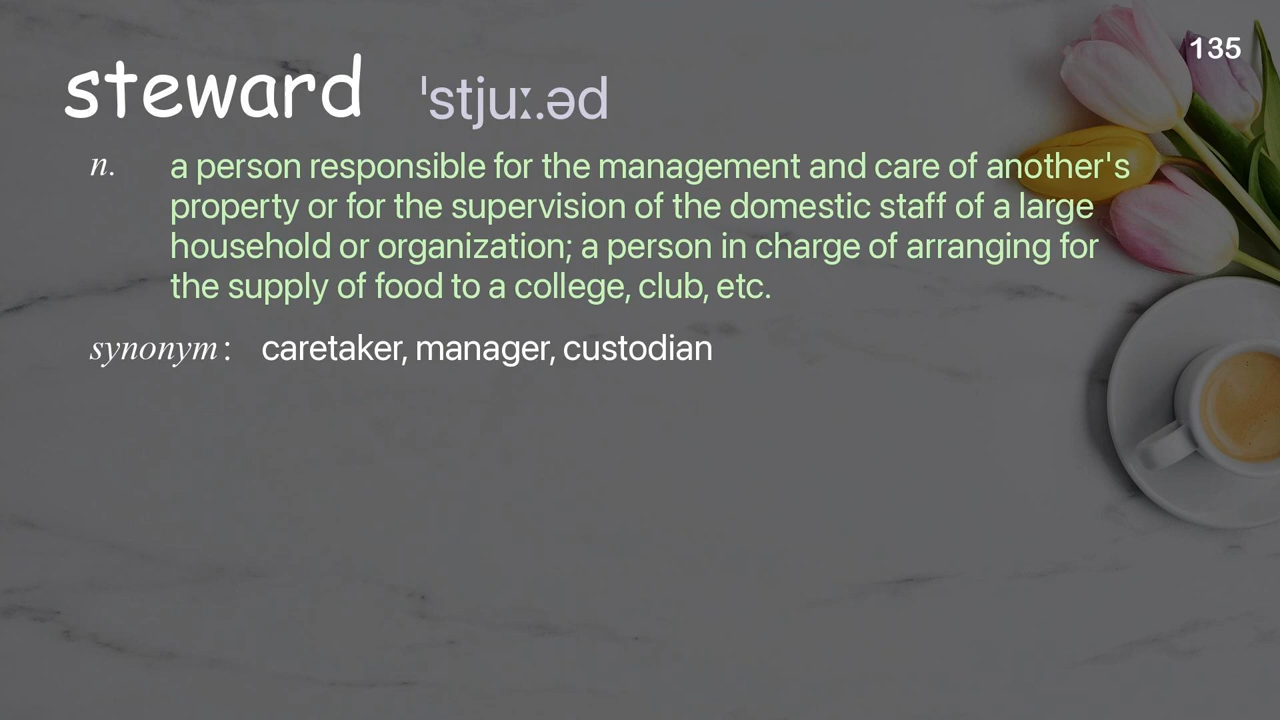 135
steward ˈstjuː.əd
n. a person responsible for the management and care of another's
property or for the supervision of the domestic staff of a large
household or organization; a person in charge of arranging for
the supply of food to a college, club, etc.
synonym: caretaker, manager, custodian